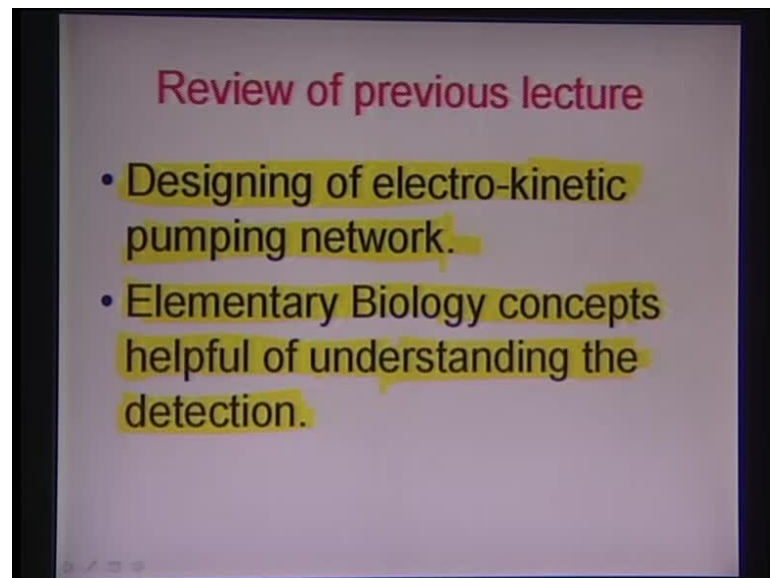 Review of previous lecture
• Designing of electro-kinetic
pumping network.
• Elementary Biology concepts
helpful of understanding the
detection.